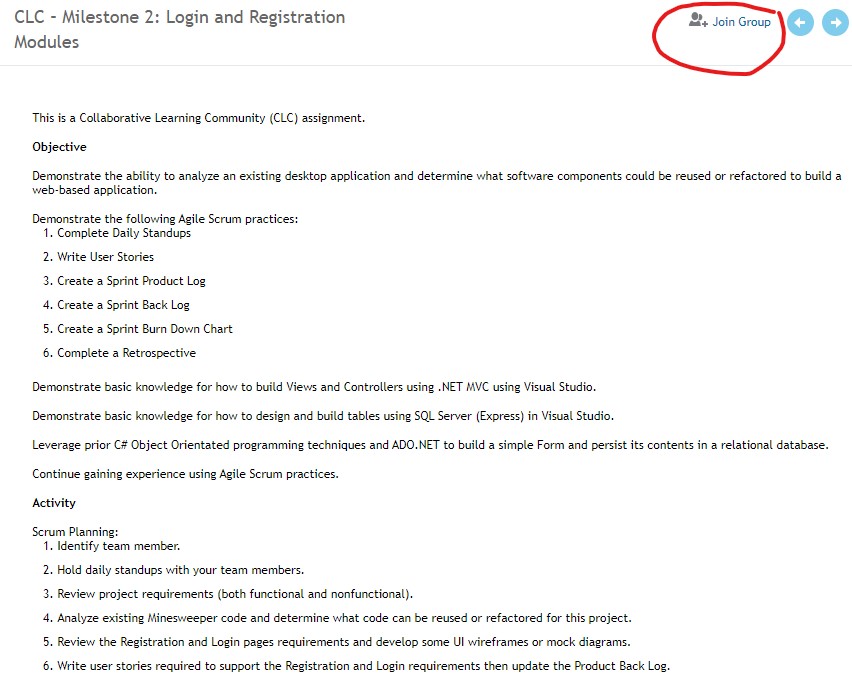 CLC - Milestone 2: Login and Registration
Modules
Join Group
This is a Collaborative Learning Community (CLC) assignment.
Objective
Demonstrate the ability to analyze an existing desktop application and determine what software components could be reused or refactored to build a
web-based application.
Demonstrate the following Agile Scrum practices:
1. Complete Daily Standups
2. Write User Stories
3. Create a Sprint Product Log
4. Create a Sprint Back Log
5. Create a Sprint Burn Down Chart
6. Complete a Retrospective
Demonstrate basic knowledge for how to build Views and Controllers using .NET MVC using Visual Studio.
Demonstrate basic knowledge for how to design and build tables using SQL Server (Express) in Visual Studio.
Leverage prior C# Object Orientated programming techniques and ADO.NET to build a simple Form and persist its contents in a relational database.
Continue gaining experience using Agile Scrum practices.
Activity
Scrum Planning:
1. Identify team member.
2. Hold daily standups with your team members.
3. Review project requirements (both functional and nonfunctional).
4. Analyze existing Minesweeper code and determine what code can be reused or refactored for this project.
5. Review the Registration and Login pages requirements and develop some UI wireframes or mock diagrams.
6. Write user stories required to support the Registration and Login requirements then update the Product Back Log.